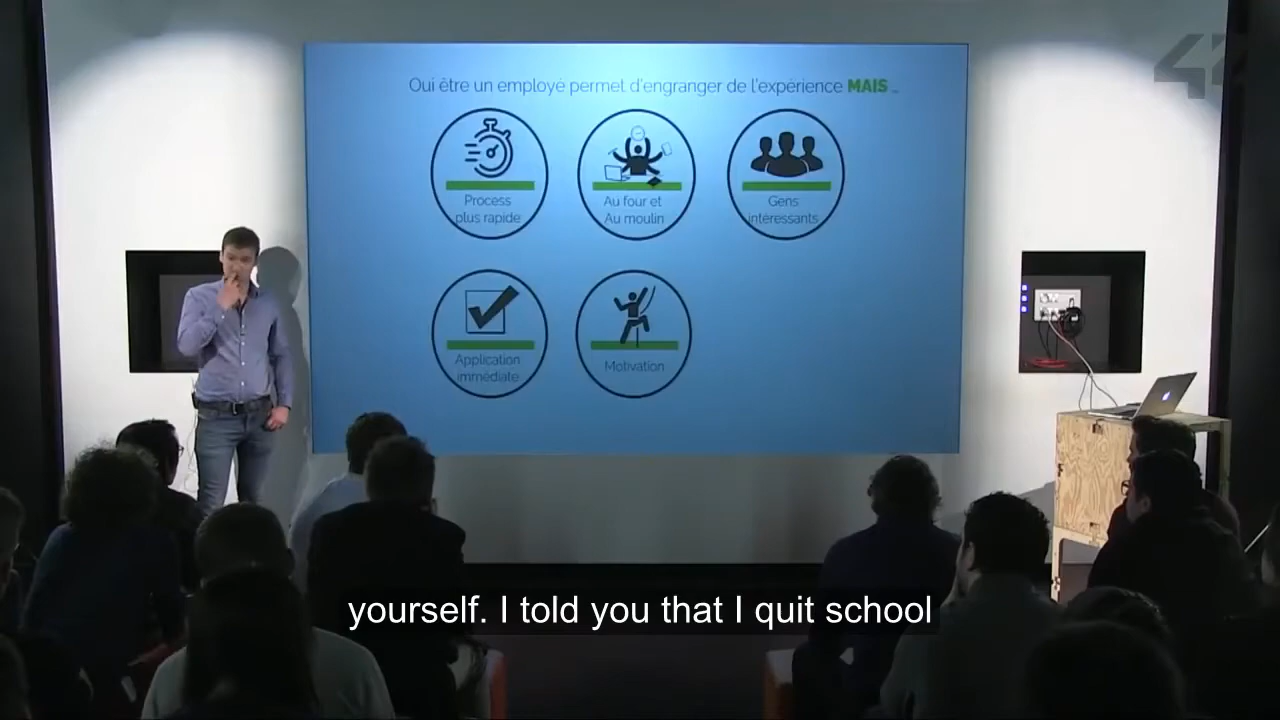 42
Oui être un employé permet d'engranger de l'expérience MAIS ...
Process
plus rapide
Au four et
Au moulin
Gens
intéressants
Application
immédiate
Motivation
yourself. I told you that I quit school